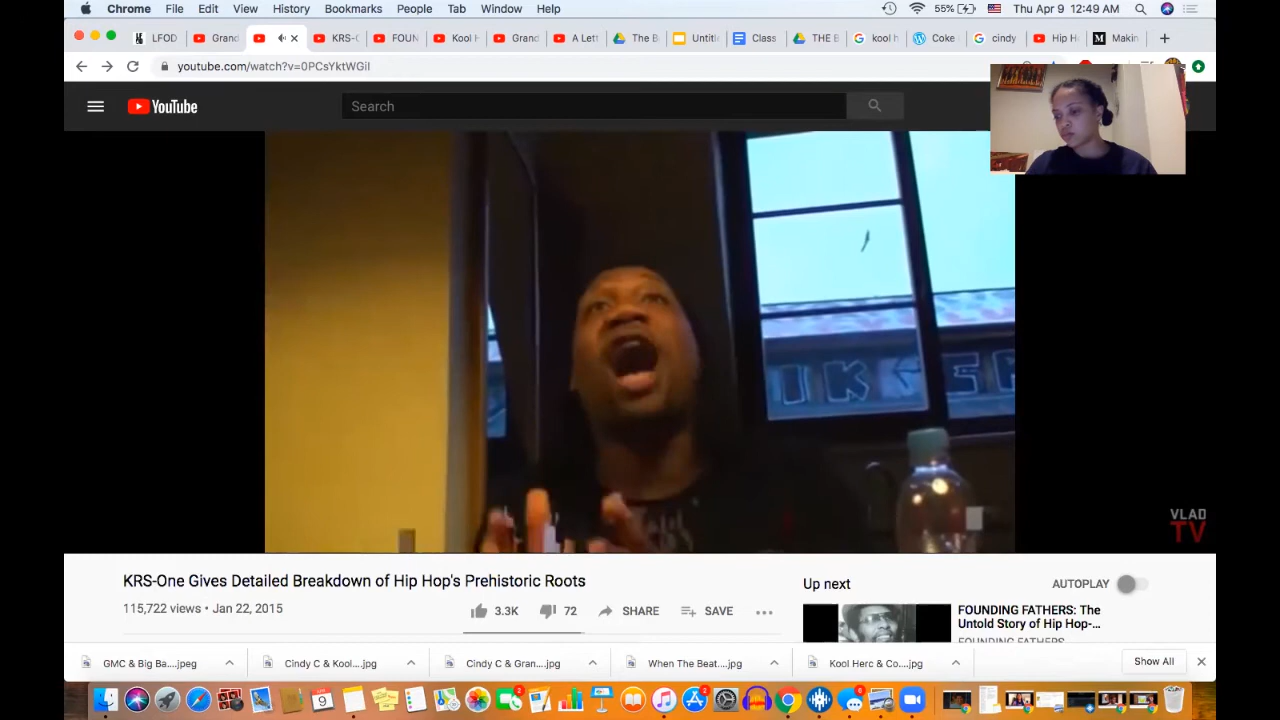 Chrome File Edit View History Bookmarks People Tab Window Help 55% Thu Apr 9 12:49 AM
LFOD Grand KRS-O FOUN Kool H Grand A Lett The B Untitl Class THE B kool h Coke cindy Hip H Makin
youtube.com/watch?v=0PCsYktWGiI
YouTube Search
VLAD
TV
KRS-One Gives Detailed Breakdown of Hip Hop's Prehistoric Roots
115,722 views • Jan 22, 2015 3.3K 72 SHARE SAVE
Up next AUTOPLAY
FOUNDING FATHERS: The
Untold Story of Hip Hop-...
FOUNDING FATHERS
GMC & Big Ba....jpeg Cindy C & Kool....jpg Cindy C & Gran....jpg When The Beat....jpg Kool Herc & Co....jpg Show All